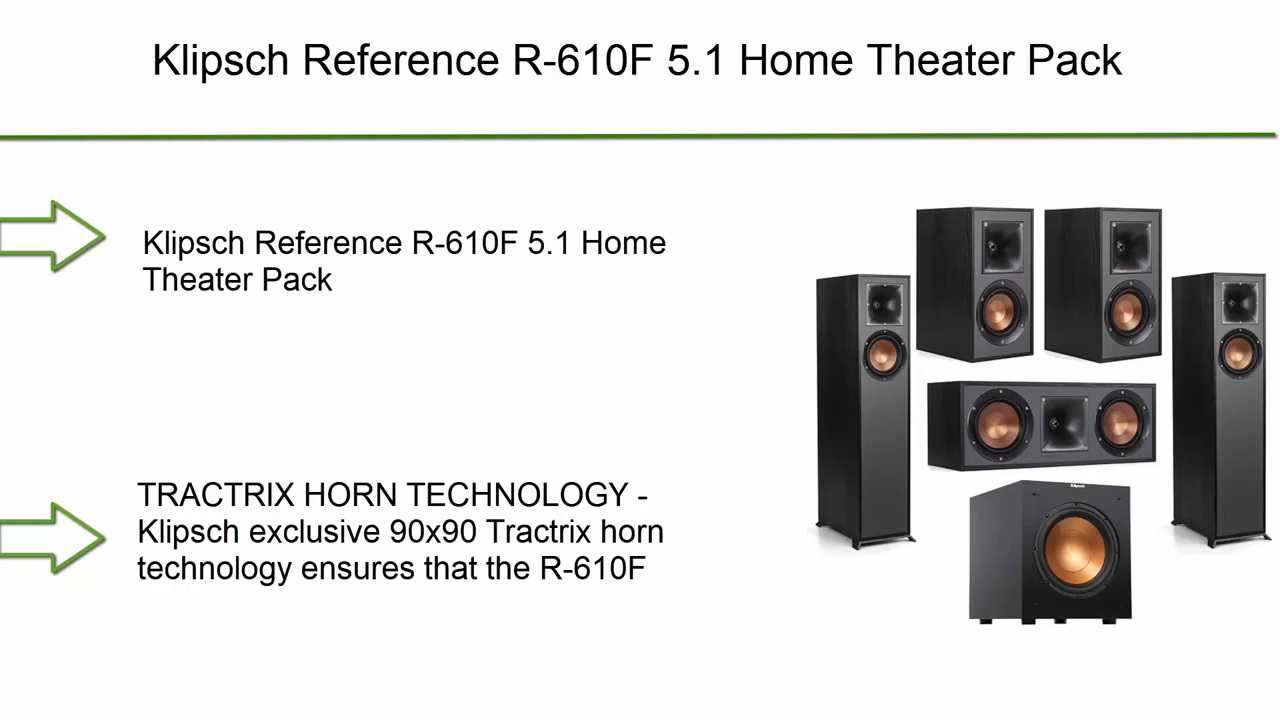 Klipsch Reference R-610F 5.1 Home Theater Pack
Klipsch Reference R-610F 5.1 Home
Theater Pack
TRACTRIX HORN TECHNOLOGY -
Klipsch exclusive 90x90 Tractrix horn
technology ensures that the R-610F
Klipsch